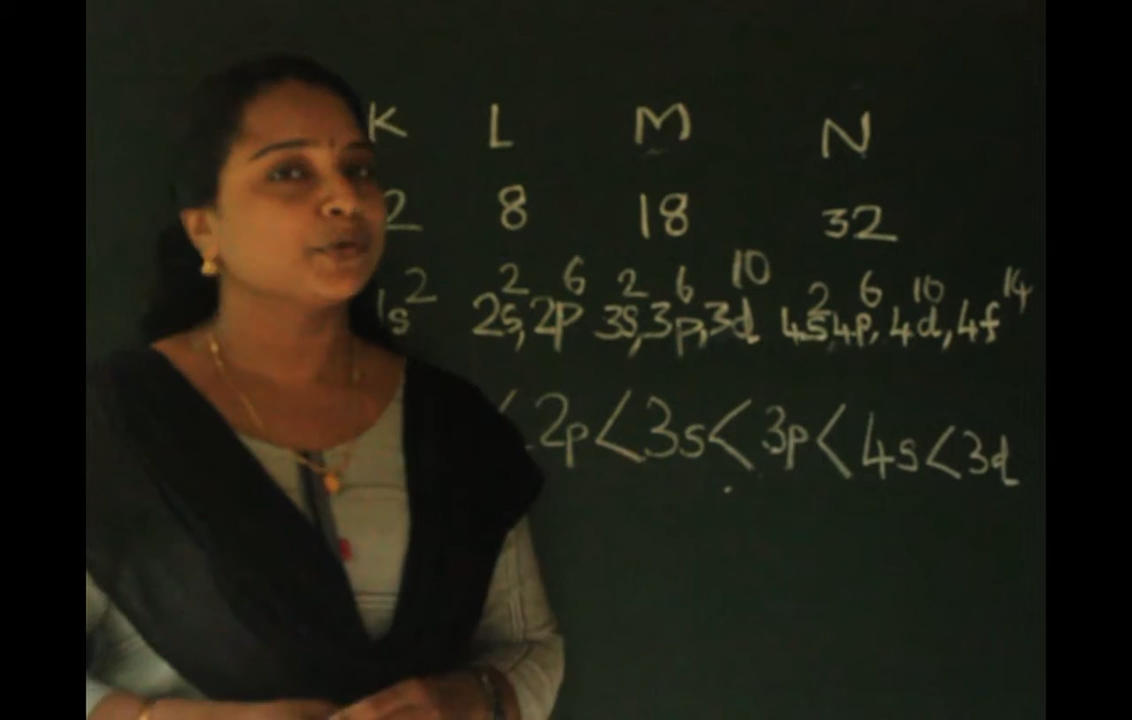 K L M N
2 8 18 32
1s² 2s²,2p⁶ 3s²,3p⁶,3d¹⁰ 4s²,4p⁶,4d¹⁰,4f¹⁴
< 2p < 3s < 3p < 4s < 3d